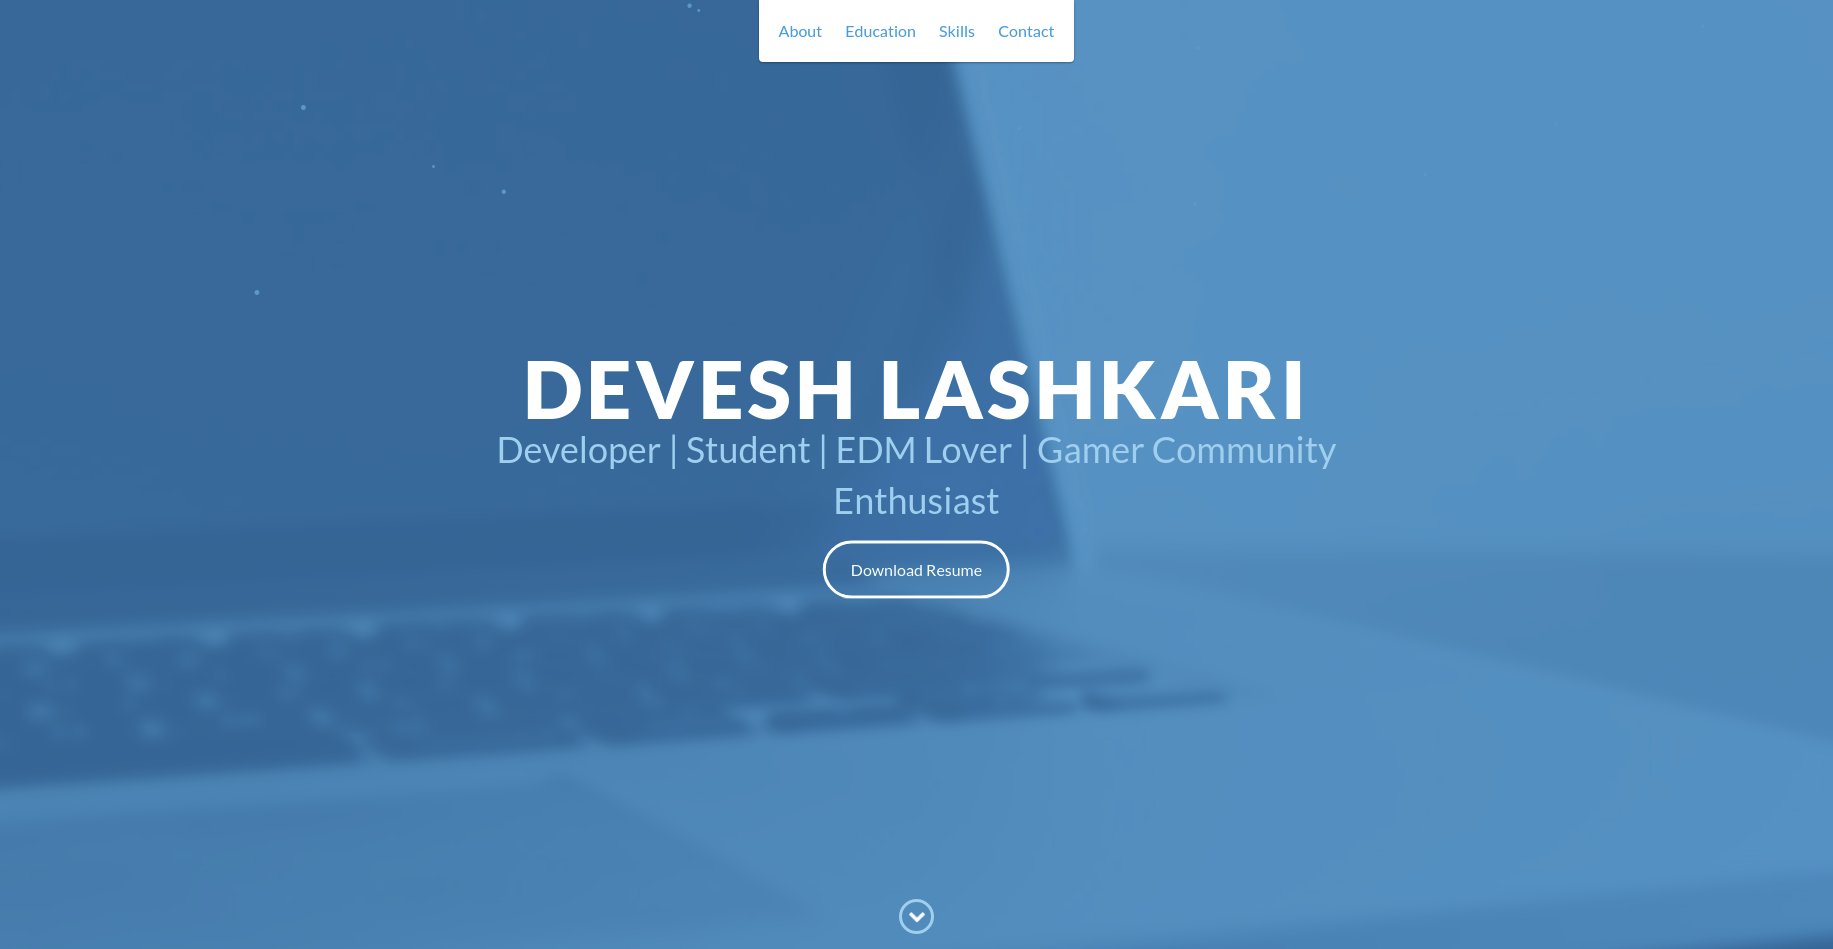 About Education Skills Contact
DEVESH LASHKARI
Developer | Student | EDM Lover | Gamer Community
Enthusiast
Download Resume